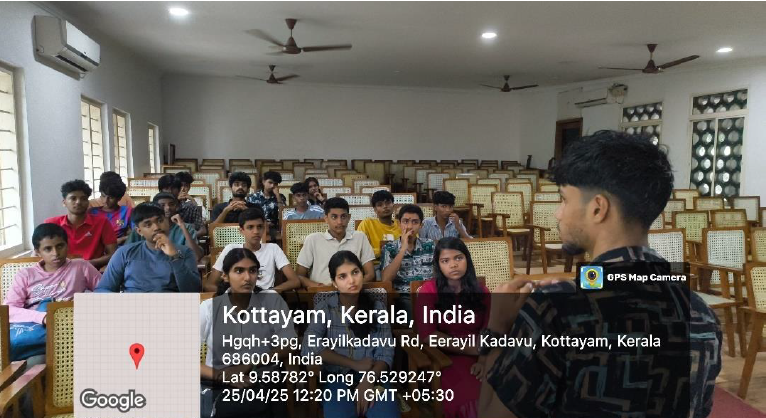 GPS Map Camera
Kottayam, Kerala, India
Hgqh+3pg, Erayilkadavu Rd, Eerayil Kadavu, Kottayam, Kerala
686004, India
Lat 9.58782° Long 76.529247°
25/04/25 12:20 PM GMT +05:30
Google